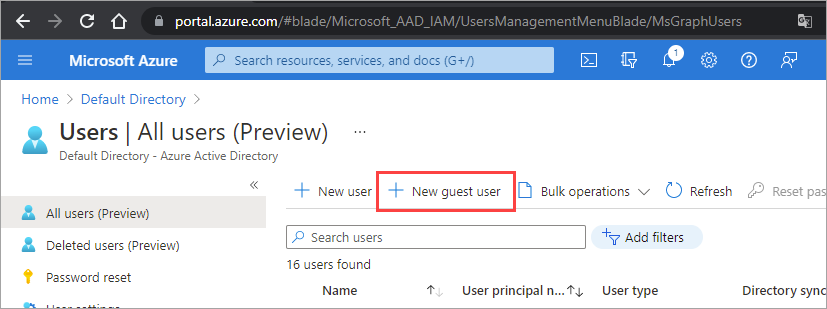 portal.azure.com/#blade/Microsoft_AAD_IAM/UsersManagementMenuBlade/MsGraphUsers
Microsoft Azure
Search resources, services, and docs (G+/)
1
Home > Default Directory >
Users | All users (Preview) ...
Default Directory - Azure Active Directory
«
+ New user + New guest user Bulk operations Refresh Reset pas
All users (Preview)
Deleted users (Preview)
Password reset
User settings
Search users
Add filters
16 users found
Name ↑↓ User principal n... ↑↓ User type Directory sync